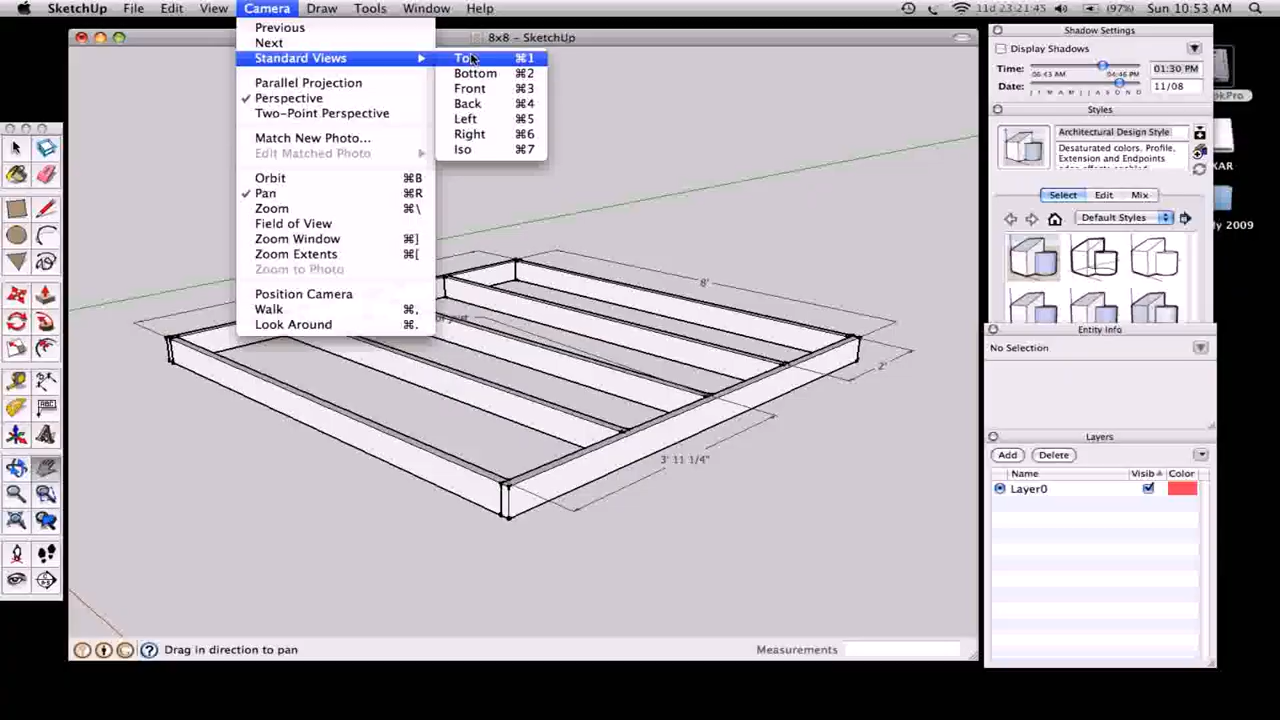 SketchUp File Edit View Camera Draw Tools Window Help 11d 23:21:45 (97%) Sun 10:53 AM
8x8 – SketchUp
Previous
Next
Standard Views
Parallel Projection
✓ Perspective
Two-Point Perspective
Match New Photo...
Edit Matched Photo
Orbit ⌘B
✓ Pan ⌘R
Zoom ⌘\
Field of View
Zoom Window ⌘]
Zoom Extents ⌘[
Zoom to Photo
Position Camera
Walk ⌘,
Look Around ⌘.
⌘1
Bottom ⌘2
Front ⌘3
Back ⌘4
Left ⌘5
Right ⌘6
Iso ⌘7
8'
2'
3' 11 1/4"
Drag in direction to pan
Measurements
Shadow Settings
Display Shadows
Time: 04:46 PM 01:30 PM
J F M A M J J A S O N D
Date: 11/08
Styles
Architectural Design Style
Desaturated colors. Profile,
Extension and Endpoints
Select Edit Mix
Default Styles
Entity Info
No Selection
Layers
Add Delete
Name Visib Color
Layer0